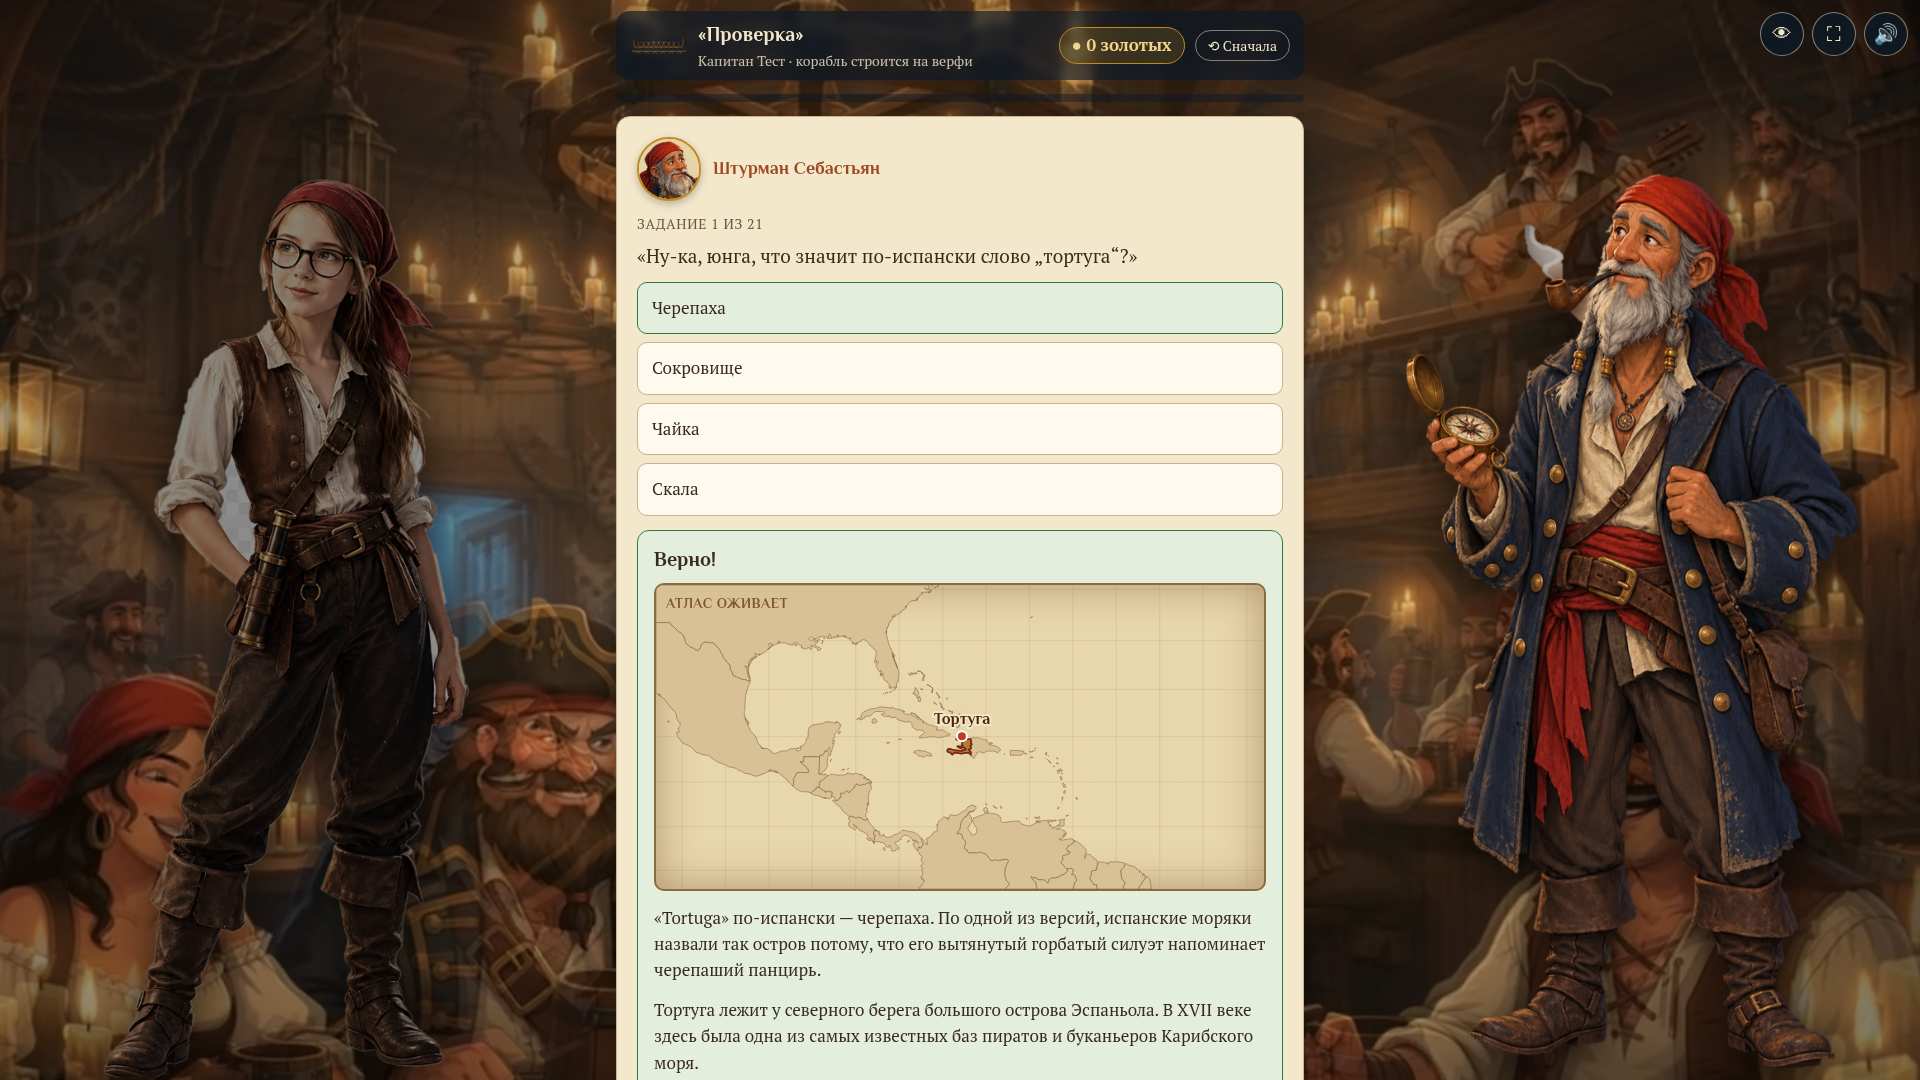 «Проверка»
Капитан Тест · корабль строится на верфи
● 0 золотых
⟲ Сначала
Штурман Себастьян
ЗАДАНИЕ 1 ИЗ 21
«Ну-ка, юнга, что значит по-испански слово „тортуга“?»
Черепаха
Сокровище
Чайка
Скала
Верно!
АТЛАС ОЖИВАЕТ
Тортуга
«Tortuga» по-испански — черепаха. По одной из версий, испанские моряки
назвали так остров потому, что его вытянутый горбатый силуэт напоминает
черепаший панцирь.
Тортуга лежит у северного берега большого острова Эспаньола. В XVII веке
здесь была одна из самых известных баз пиратов и буканьеров Карибского
моря.